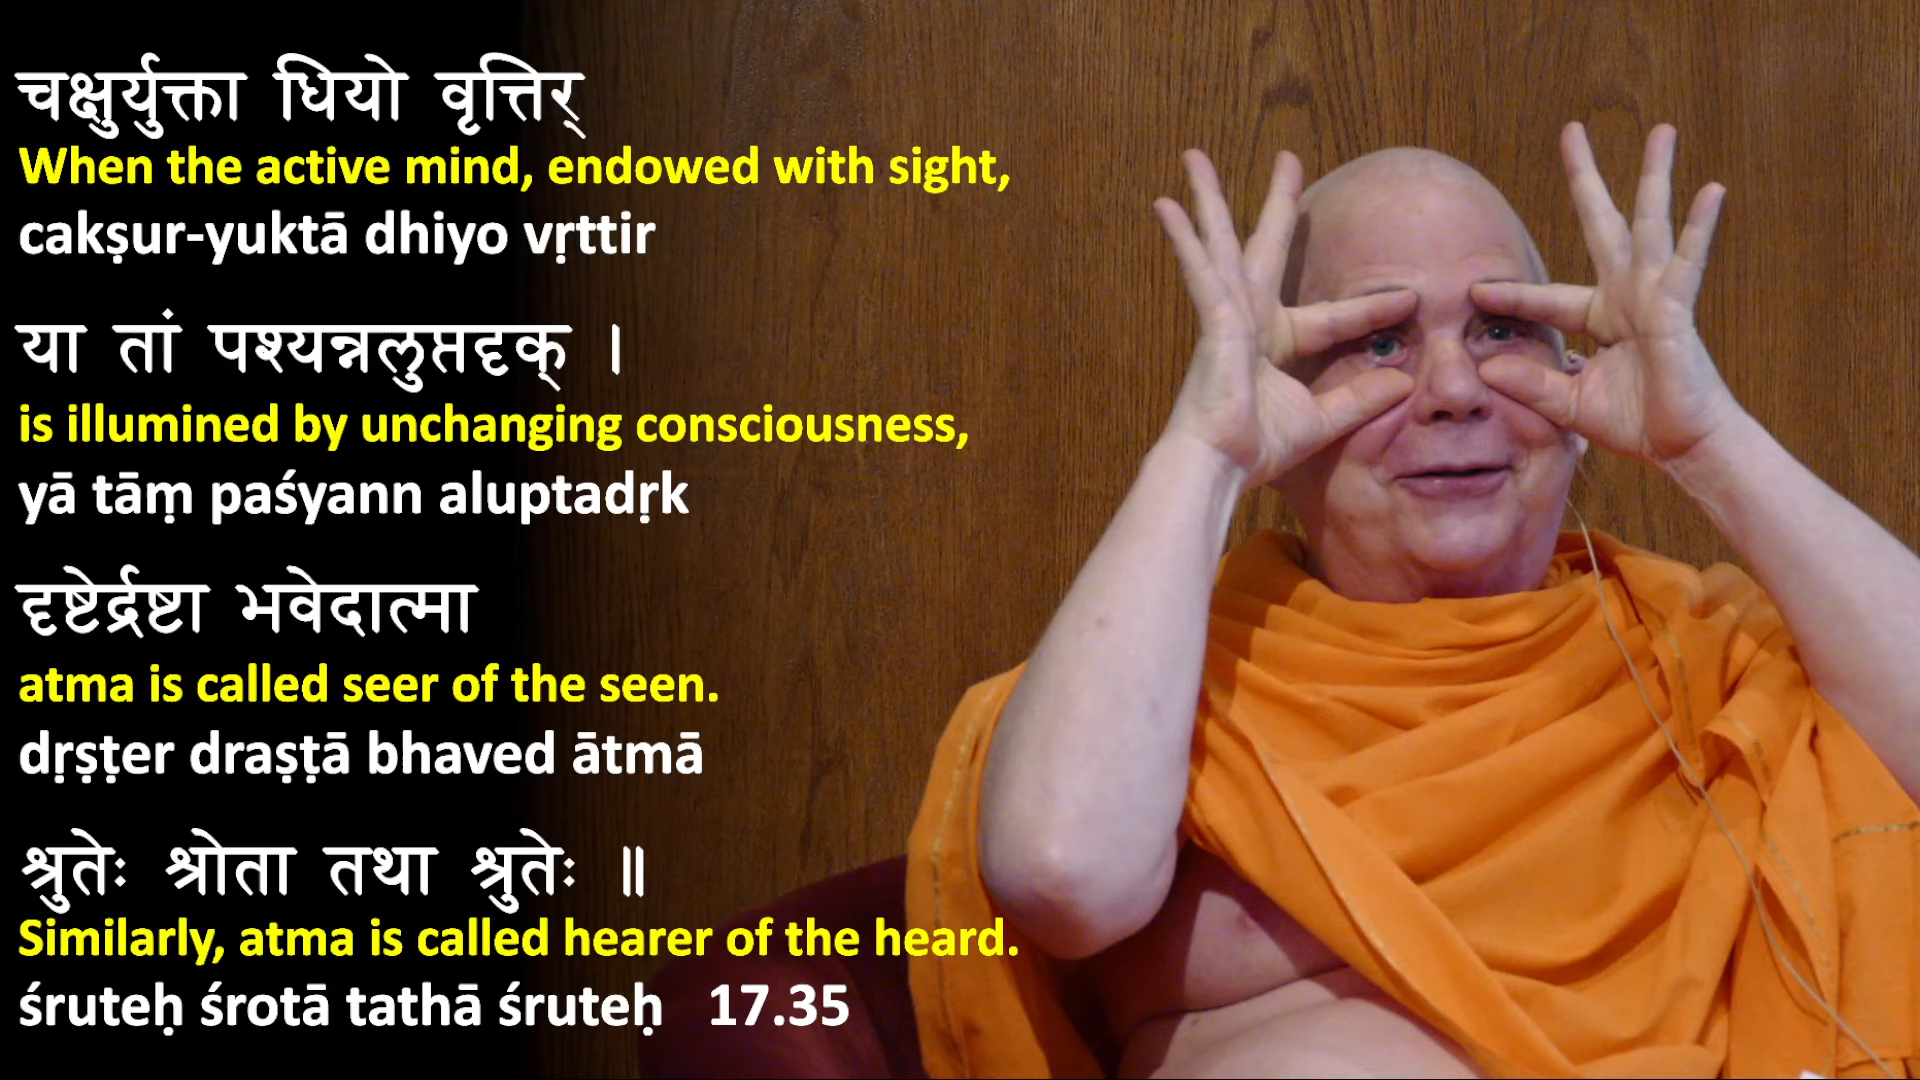 चक्षुर्युक्ता धियो वृत्तिर्
When the active mind, endowed with sight,
cakṣur-yuktā dhiyo vṛttir
या तां पश्यन्नलुप्तदृक् ।
is illumined by unchanging consciousness,
yā tāṃ paśyann aluptadṛk
दृष्टेर्द्रष्टा भवेदात्मा
atma is called seer of the seen.
dṛṣṭer draṣṭā bhaved ātmā
श्रुतेः श्रोता तथा श्रुतेः ॥
Similarly, atma is called hearer of the heard.
śruteḥ śrotā tathā śruteḥ 17.35